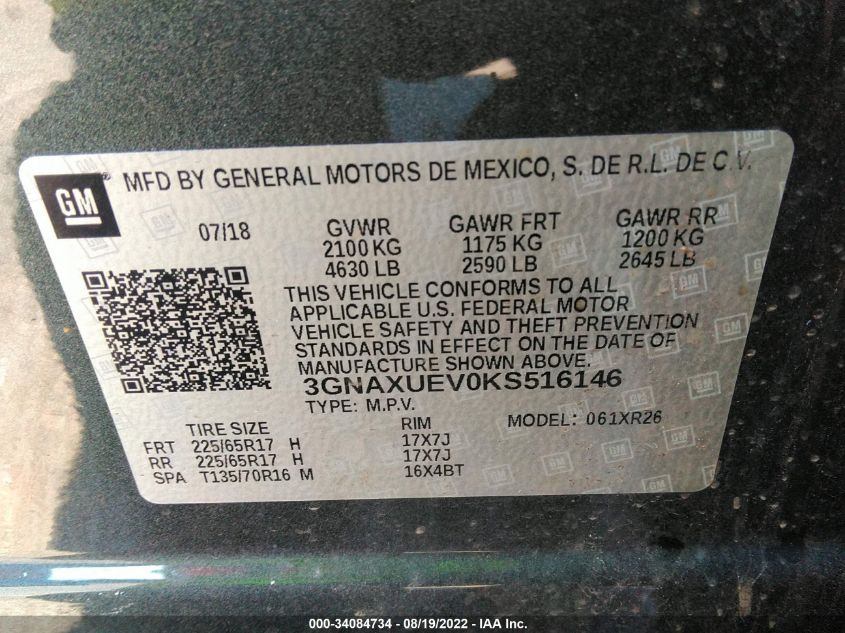 GM
MFD BY GENERAL MOTORS DE MEXICO, S. DE R.L. DE C.V.
07/18 GVWR GAWR FRT GAWR RR
2100 KG 1175 KG 1200 KG
4630 LB 2590 LB 2645 LB
THIS VEHICLE CONFORMS TO ALL
APPLICABLE U.S. FEDERAL MOTOR
VEHICLE SAFETY AND THEFT PREVENTION
STANDARDS IN EFFECT ON THE DATE OF
MANUFACTURE SHOWN ABOVE.
3GNAXUEV0KS516146
TYPE: M.P.V. MODEL: 061XR26
TIRE SIZE RIM
FRT 225/65R17 H 17X7J
RR 225/65R17 H 17X7J
SPA T135/70R16 M 16X4BT
000-34084734 - 08/19/2022 - IAA Inc.